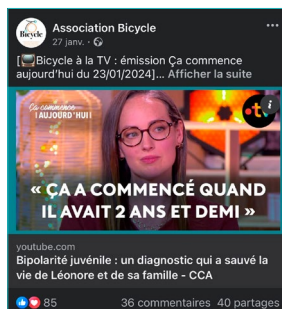 Bicycle
Association Bicycle
27 janv.
[📺Bicycle à la TV : émission Ça commence
aujourd'hui du 23/01/2024]... Afficher la suite
Ça commence
AUJOURD'HUI
i
« ÇA A COMMENCÉ QUAND
IL AVAIT 2 ANS ET DEMI »
youtube.com
Bipolarité juvénile : un diagnostic qui a sauvé la
vie de Léonore et de sa famille - CCA
85
36 commentaires 40 partages